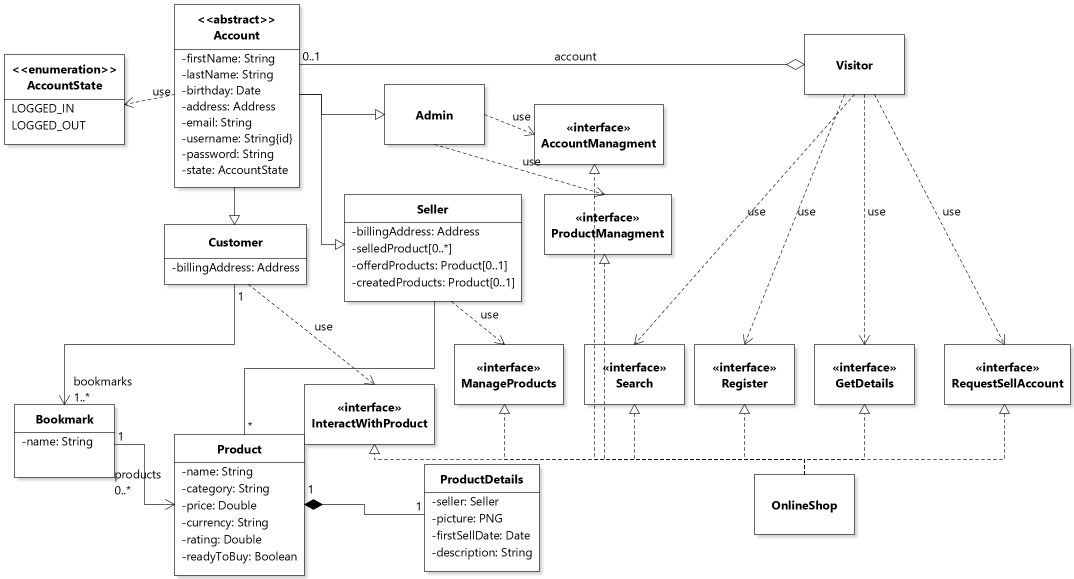 <<abstract>>
Account
-firstName: String
-lastName: String
-birthday: Date
-address: Address
-email: String
-username: String{id}
-password: String
-state: AccountState
<<enumeration>>
AccountState
LOGGED_IN
LOGGED_OUT
use
0..1
account
Visitor
Admin
use
use
«interface»
AccountManagment
«interface»
ProductManagment
Seller
-billingAddress: Address
-selledProduct[0..*]
-offerdProducts: Product[0..1]
-createdProducts: Product[0..1]
Customer
-billingAddress: Address
1
use
use
use
use
use
use
«interface»
ManageProducts
«interface»
Search
«interface»
Register
«interface»
GetDetails
«interface»
RequestSellAccount
bookmarks
1..*
Bookmark
-name: String
1
products
0..*
«interface»
InteractWithProduct
*
Product
-name: String
-category: String
-price: Double
-currency: String
-rating: Double
-readyToBuy: Boolean
1
1
ProductDetails
-seller: Seller
-picture: PNG
-firstSellDate: Date
-description: String
OnlineShop